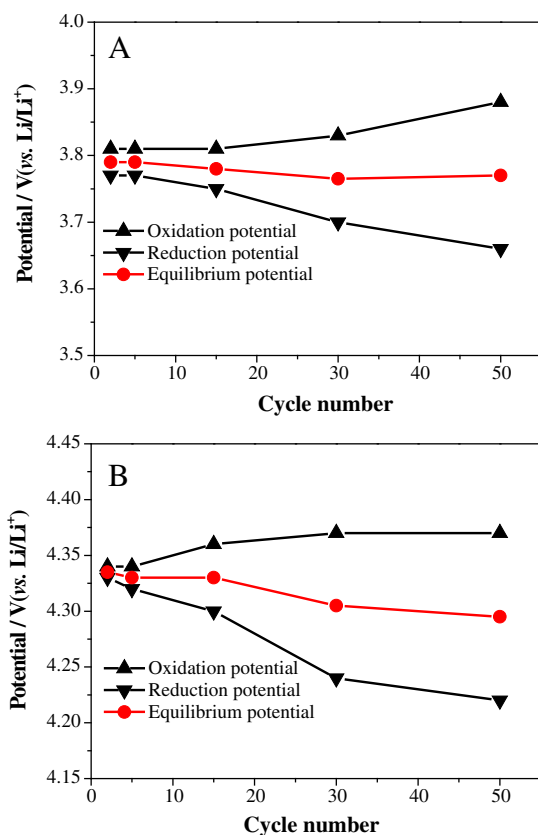 A
4.0
3.9
3.8
3.7
3.6
3.5
Potential / V(vs. Li/Li⁺)
Oxidation potential
Reduction potential
Equilibrium potential
0 10 20 30 40 50
Cycle number
B
4.45
4.40
4.35
4.30
4.25
4.20
4.15
Potential / V(vs. Li/Li⁺)
Oxidation potential
Reduction potential
Equilibrium potential
0 10 20 30 40 50
Cycle number